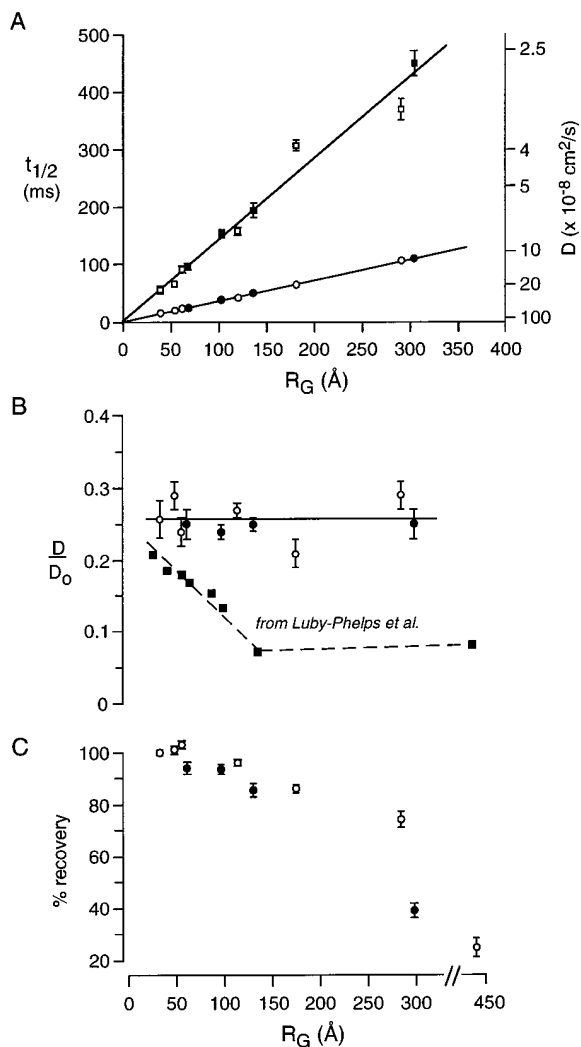 A
500
400
300
200
100
0
t1/2
(ms)
2.5
4
5
10
20
100
D (x 10-8 cm2/s)
0 50 100 150 200 250 300 350 400
RG (Å)
B
0.4
0.3
0.2
0.1
0
D
Do
from Luby-Phelps et al.
C
100
80
60
40
20
% recovery
0 50 100 150 200 250 300 // 450
RG (Å)